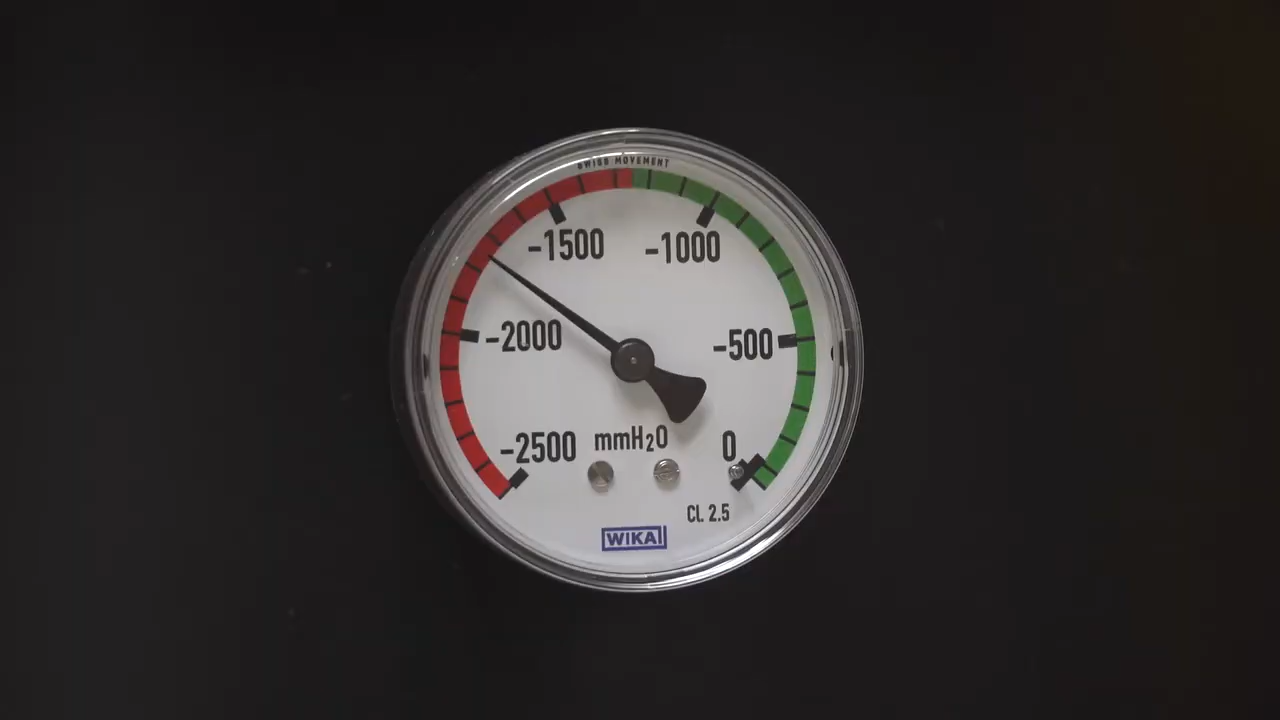 SWISS MOVEMENT
-1500 -1000
-2000 -500
-2500 mmH₂O 0
CL. 2.5
WIKA